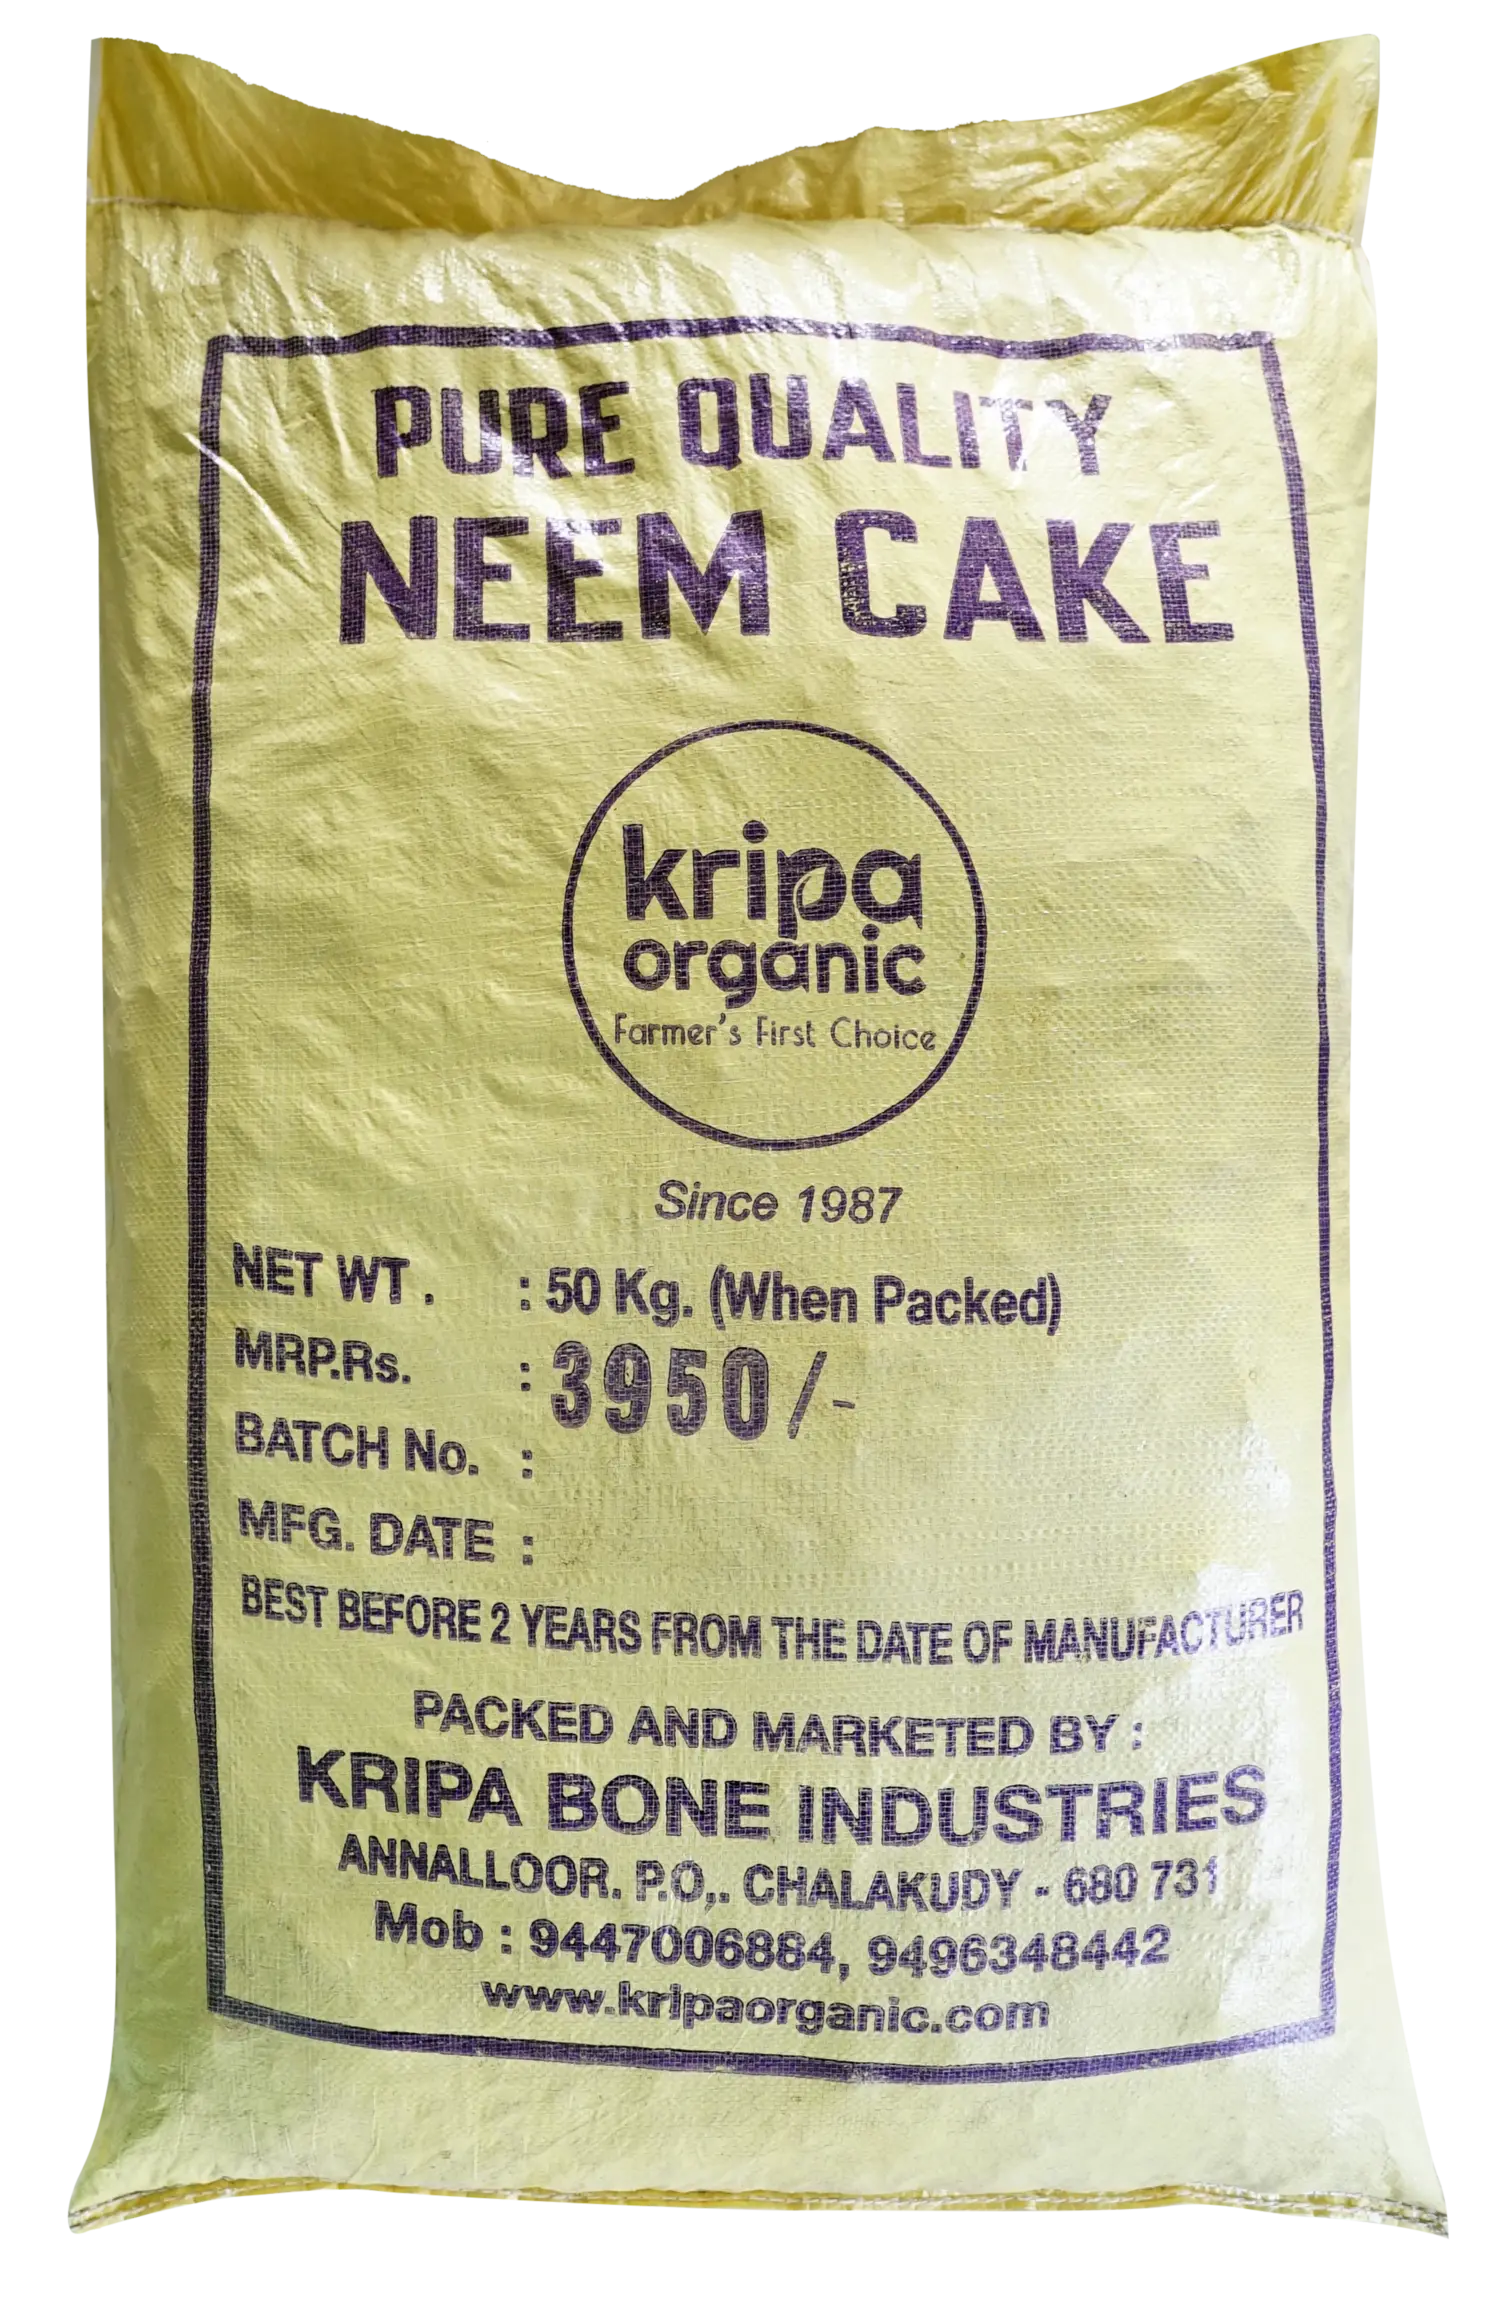 PURE QUALITY
NEEM CAKE
kripa
organic
Farmer's First Choice
Since 1987
NET WT . : 50 Kg. (When Packed)
MRP.Rs. : 3950/-
BATCH No. :
MFG. DATE :
BEST BEFORE 2 YEARS FROM THE DATE OF MANUFACTURER
PACKED AND MARKETED BY :
KRIPA BONE INDUSTRIES
ANNALLOOR. P.O,. CHALAKUDY - 680 731
Mob : 9447006884, 9496348442
www.kripaorganic.com